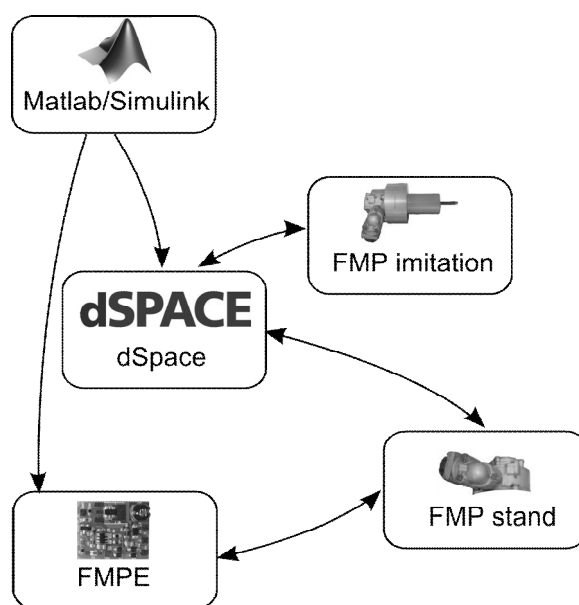 Matlab/Simulink
FMP imitation
dSPACE
dSpace
FMP stand
FMPE